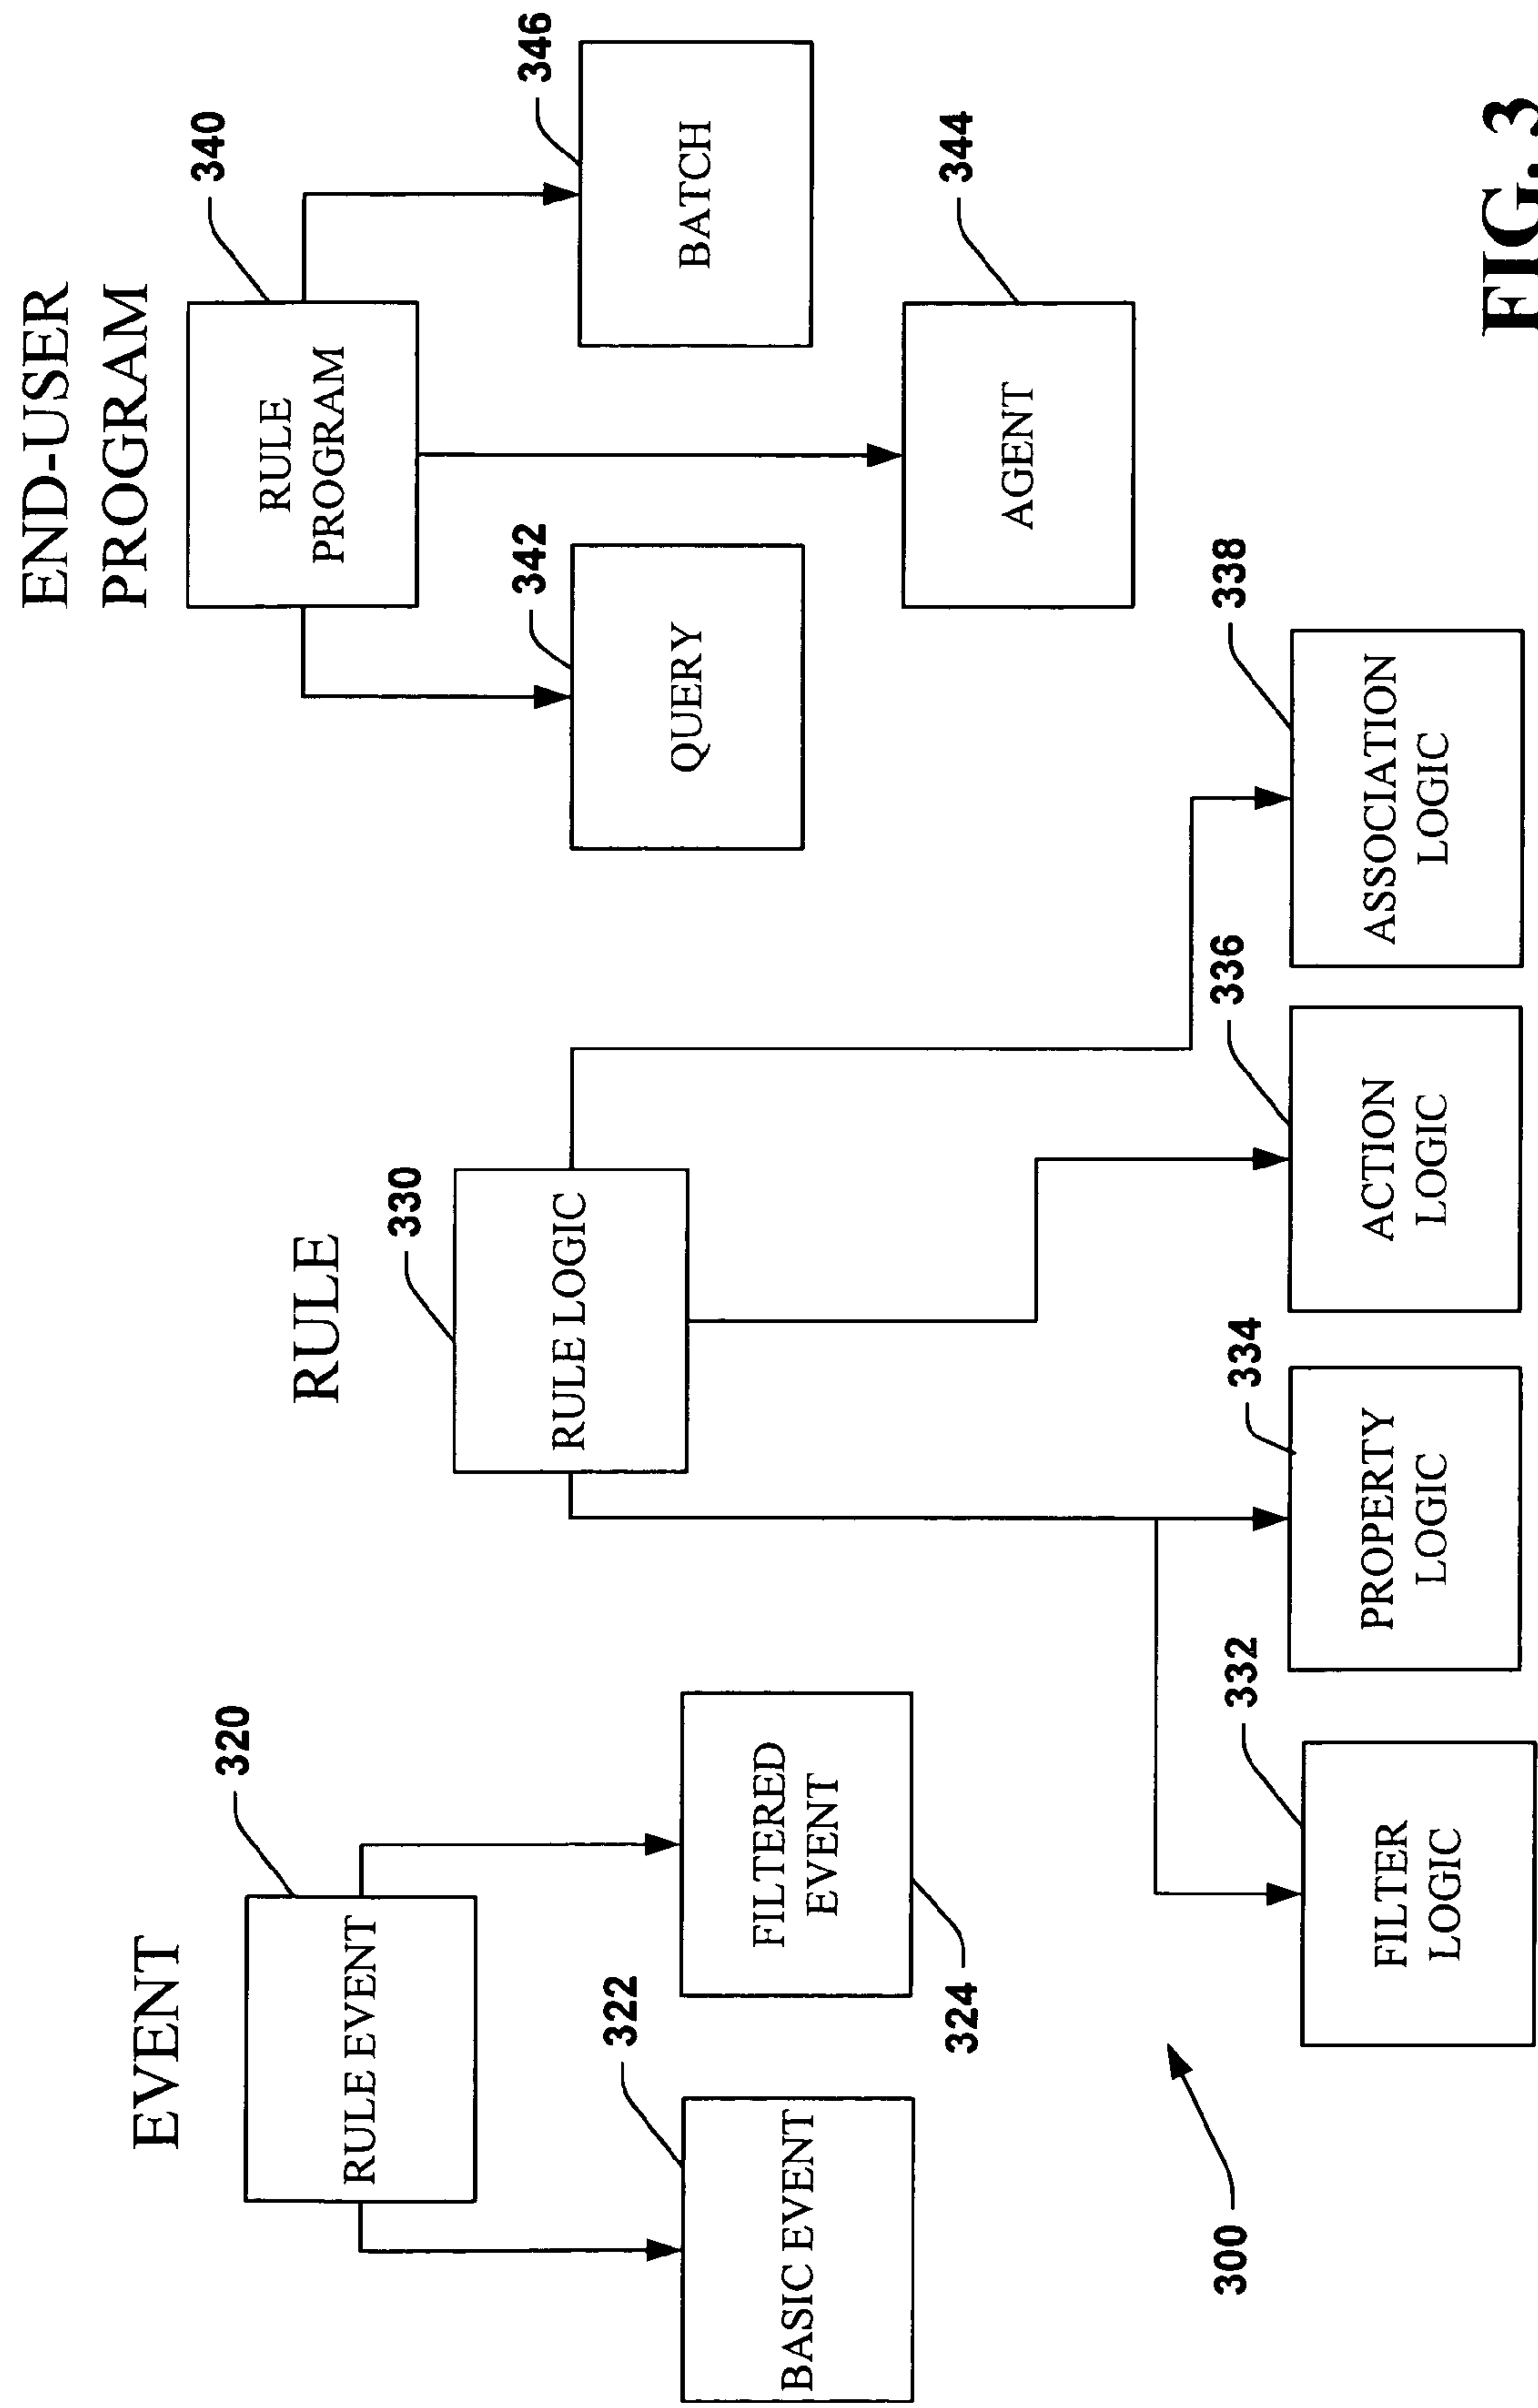 EVENT
320
RULE EVENT
322
BASIC EVENT
FILTERED
EVENT
324
RULE
330
RULE LOGIC
332
FILTER
LOGIC
334
PROPERTY
LOGIC
336
ACTION
LOGIC
338
ASSOCIATION
LOGIC
END-USER
PROGRAM
340
RULE
PROGRAM
342
QUERY
346
BATCH
344
AGENT
300
FIG. 3